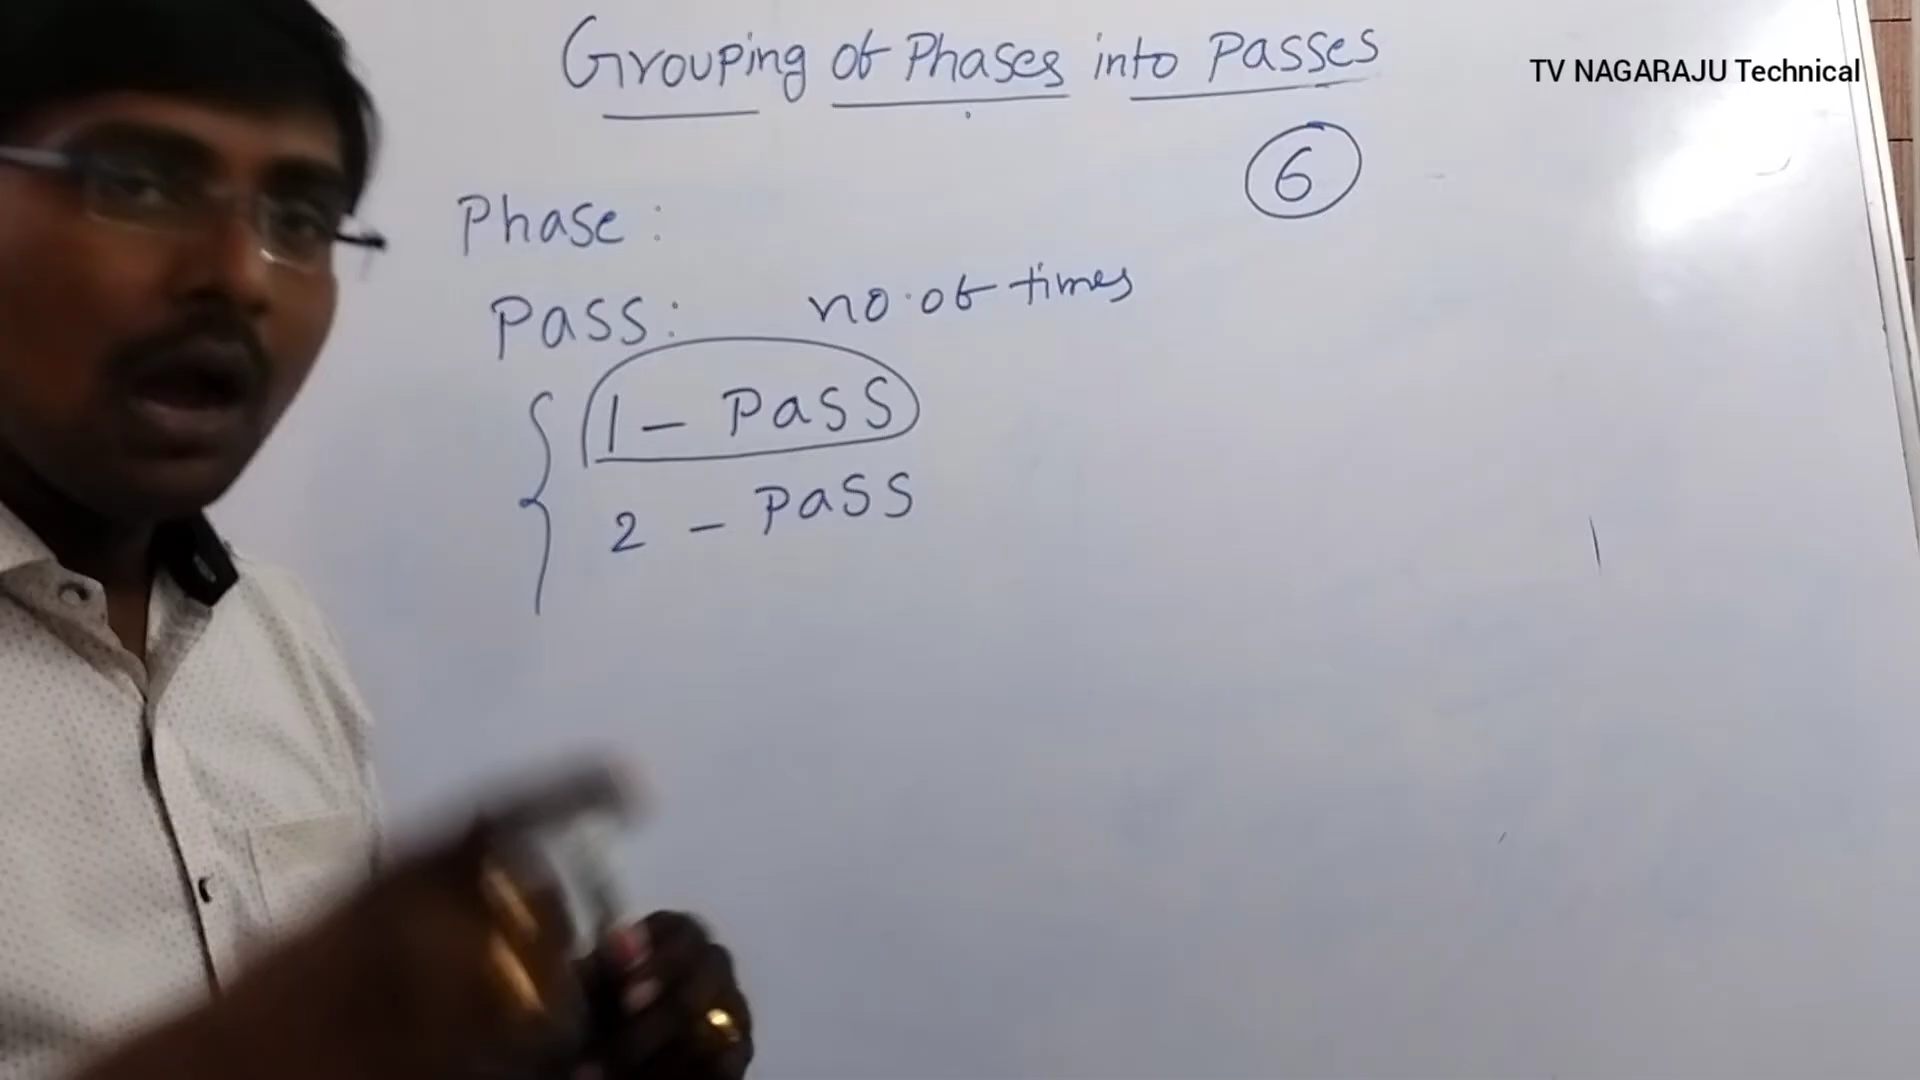 Grouping of Phases into Passes
TV NAGARAJU Technical
6
Phase :
Pass : no. of times
1 - Pass
2 - Pass